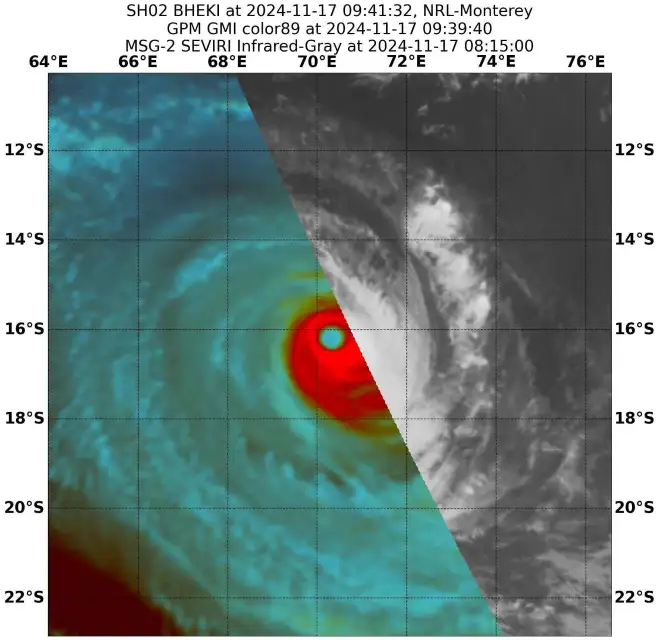 SH02 BHEKI at 2024-11-17 09:41:32, NRL-Monterey
GPM GMI color89 at 2024-11-17 09:39:40
MSG-2 SEVIRI Infrared-Gray at 2024-11-17 08:15:00
64°E 66°E 68°E 70°E 72°E 74°E 76°E
12°S 12°S
14°S 14°S
16°S 16°S
18°S 18°S
20°S 20°S
22°S 22°S